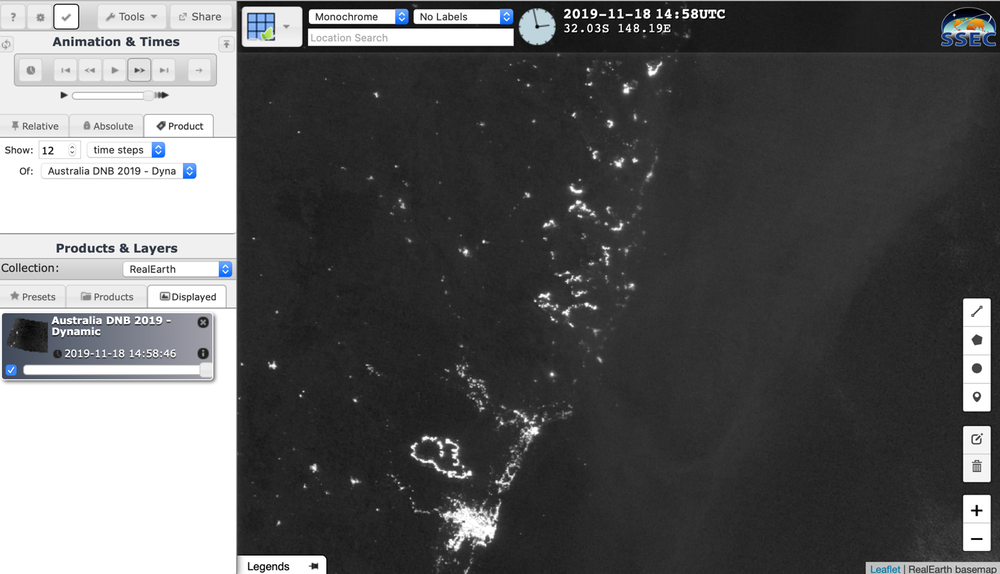 ?
Tools
Share
Animation & Times
Relative
Absolute
Product
Show: 12 time steps
Of: Australia DNB 2019 - Dyna
Products & Layers
Collection: RealEarth
Presets
Products
Displayed
Australia DNB 2019 -
Dynamic
2019-11-18 14:58:46
Monochrome
No Labels
Location Search
2019-11-18 14:58UTC
32.03S 148.19E
SSEC
+
−
Legends
Leaflet | RealEarth basemap